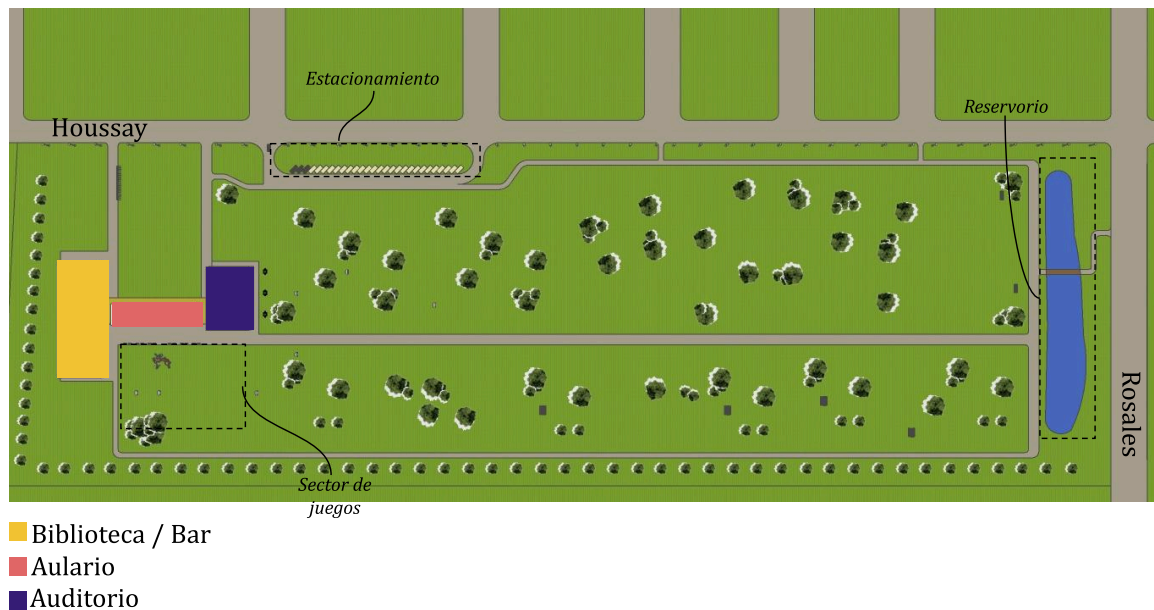 Estacionamiento
Reservorio
Houssay
Rosales
Sector de
juegos
Biblioteca / Bar
Aulario
Auditorio